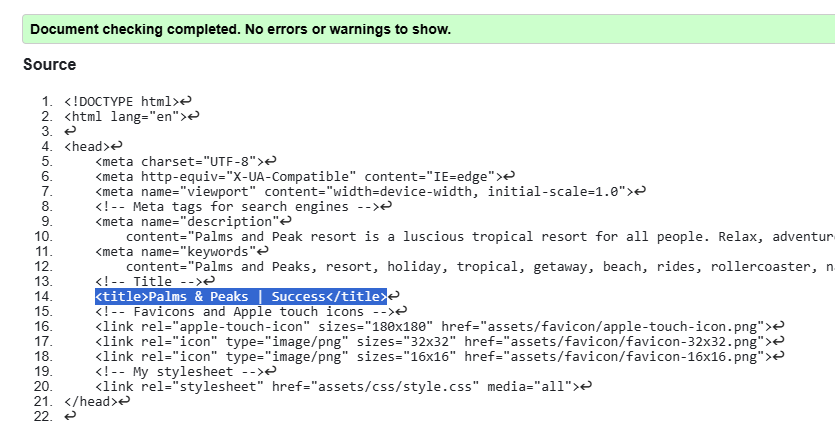 Document checking completed. No errors or warnings to show.
Source
1. <!DOCTYPE html>↩
2. <html lang="en">↩
3. ↩
4. <head>↩
5. <meta charset="UTF-8">↩
6. <meta http-equiv="X-UA-Compatible" content="IE=edge">↩
7. <meta name="viewport" content="width=device-width, initial-scale=1.0">↩
8. <!-- Meta tags for search engines -->↩
9. <meta name="description"↩
10. content="Palms and Peak resort is a luscious tropical resort for all people. Relax, adventur
11. <meta name="keywords"↩
12. content="Palms and Peaks, resort, holiday, tropical, getaway, beach, rides, rollercoaster, n
13. <!-- Title -->↩
14. <title>Palms & Peaks | Success</title>↩
15. <!-- Favicons and Apple touch icons -->↩
16. <link rel="apple-touch-icon" sizes="180x180" href="assets/favicon/apple-touch-icon.png">↩
17. <link rel="icon" type="image/png" sizes="32x32" href="assets/favicon/favicon-32x32.png">↩
18. <link rel="icon" type="image/png" sizes="16x16" href="assets/favicon/favicon-16x16.png">↩
19. <!-- My stylesheet -->↩
20. <link rel="stylesheet" href="assets/css/style.css" media="all">↩
21. </head>↩
22. ↩